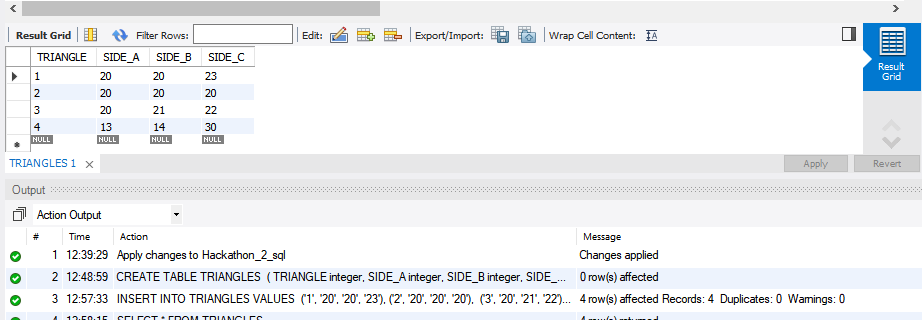 Result Grid Filter Rows: Edit: Export/Import: Wrap Cell Content: IA
TRIANGLE SIDE_A SIDE_B SIDE_C
1 20 20 23
2 20 20 20
3 20 21 22
4 13 14 30
NULL NULL NULL NULL
Result
Grid
TRIANGLES 1 Apply Revert
Output
Action Output
# Time Action Message
1 12:39:29 Apply changes to Hackathon_2_sql Changes applied
2 12:48:59 CREATE TABLE TRIANGLES ( TRIANGLE integer, SIDE_A integer, SIDE_B integer, SIDE_... 0 row(s) affected
3 12:57:33 INSERT INTO TRIANGLES VALUES ('1', '20', '20', '23'), ('2', '20', '20', '20'), ('3', '20', '21', '22')... 4 row(s) affected Records: 4 Duplicates: 0 Warnings: 0
4 12:58:15 SELECT * FROM TRIANGLES 4 row(s) returned